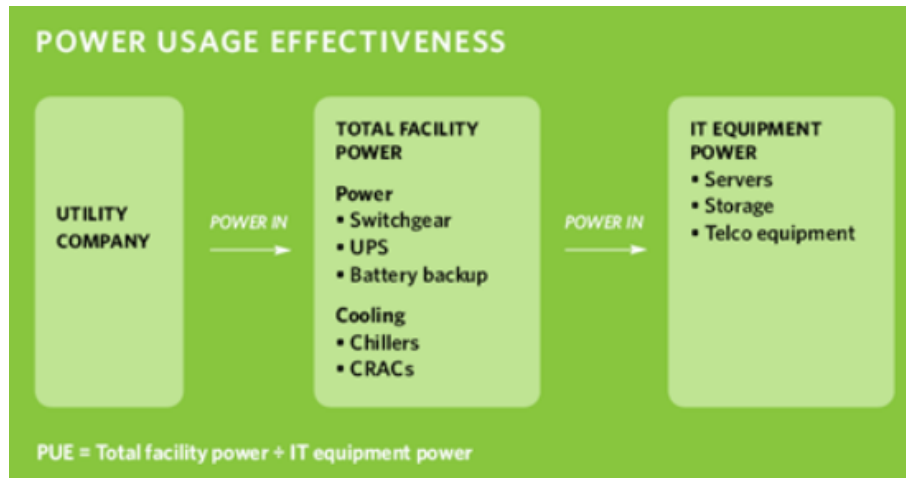 POWER USAGE EFFECTIVENESS
UTILITY
COMPANY
POWER IN
TOTAL FACILITY
POWER
Power
▪ Switchgear
▪ UPS
▪ Battery backup
Cooling
▪ Chillers
▪ CRACs
POWER IN
IT EQUIPMENT
POWER
▪ Servers
▪ Storage
▪ Telco equipment
PUE = Total facility power ÷ IT equipment power